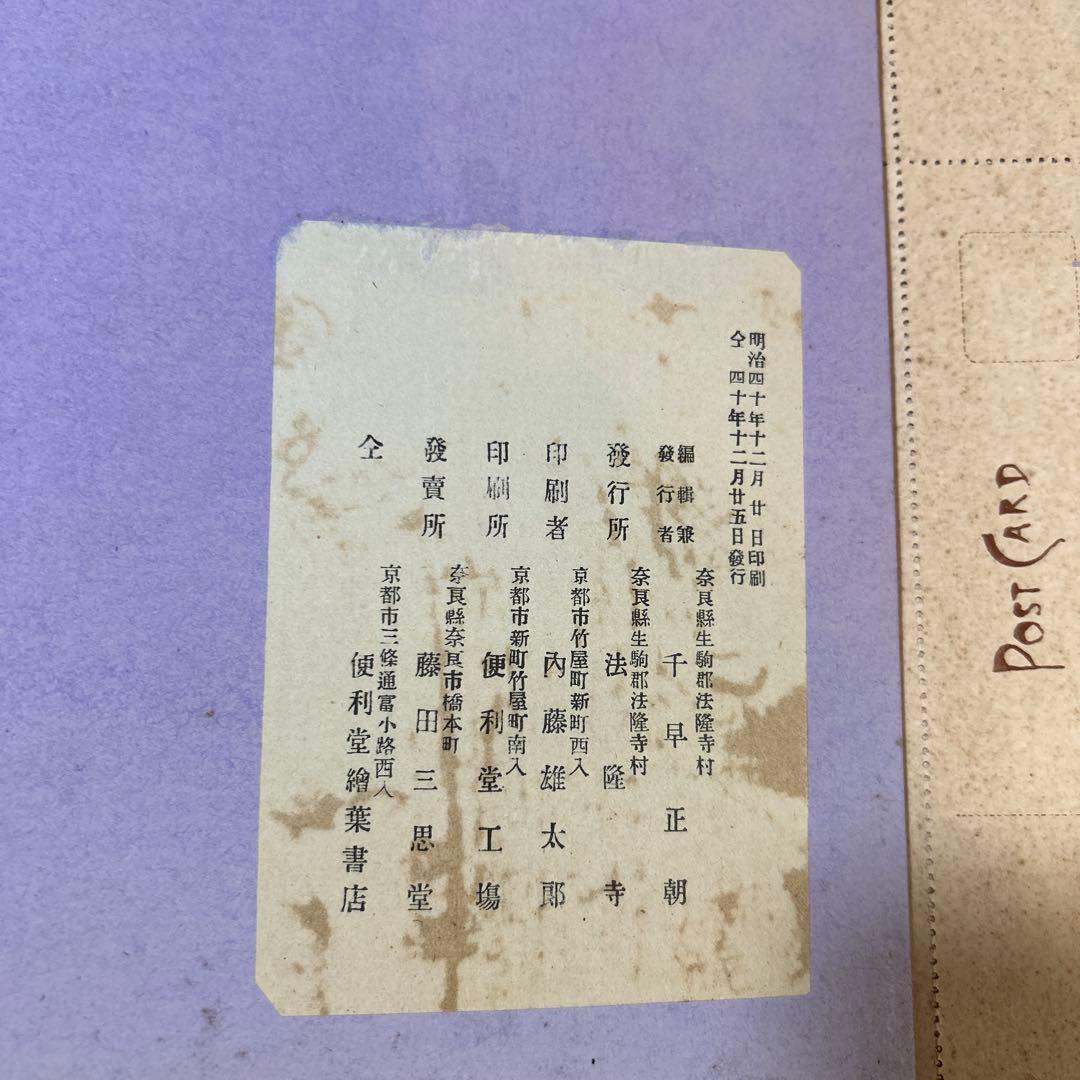 明治四十年十二月廿日印刷
仝四十年十二月廿五日發行
編輯兼
發行者
奈良縣生駒郡法隆寺村
千早正朝
發行所
奈良縣生駒郡法隆寺村
法隆寺
印刷者
京都市竹屋町新町西入
內藤雄太郎
印刷所
京都市新町竹屋町南入
便利堂工塲
發賣所
奈良縣奈良市橋本町
藤田三思堂
仝
京都市三條通富小路西入
便利堂繪葉書店
POST CARD